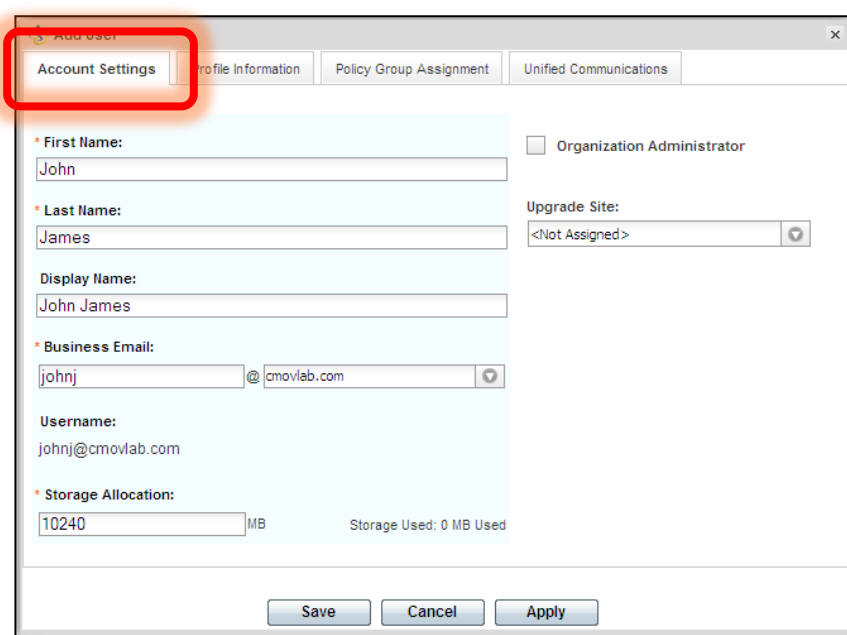 Add User
Account Settings
Profile Information
Policy Group Assignment
Unified Communications
* First Name:
John
Organization Administrator
* Last Name:
James
Upgrade Site:
<Not Assigned>
Display Name:
John James
* Business Email:
johnj @ cmovlab.com
Username:
johnj@cmovlab.com
* Storage Allocation:
10240 MB Storage Used: 0 MB Used
Save Cancel Apply